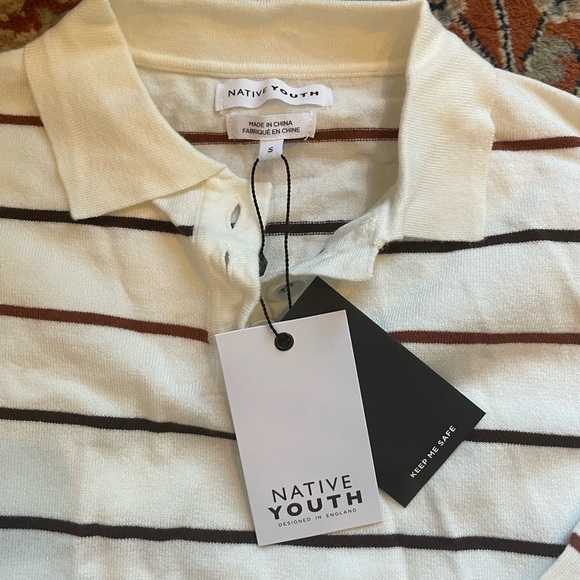 NATIVE YOUTH
MADE IN CHINA
FABRIQUÉ EN CHINE
S
NATIVE
YOUTH
DESIGNED IN ENGLAND
KEEP ME SAFE